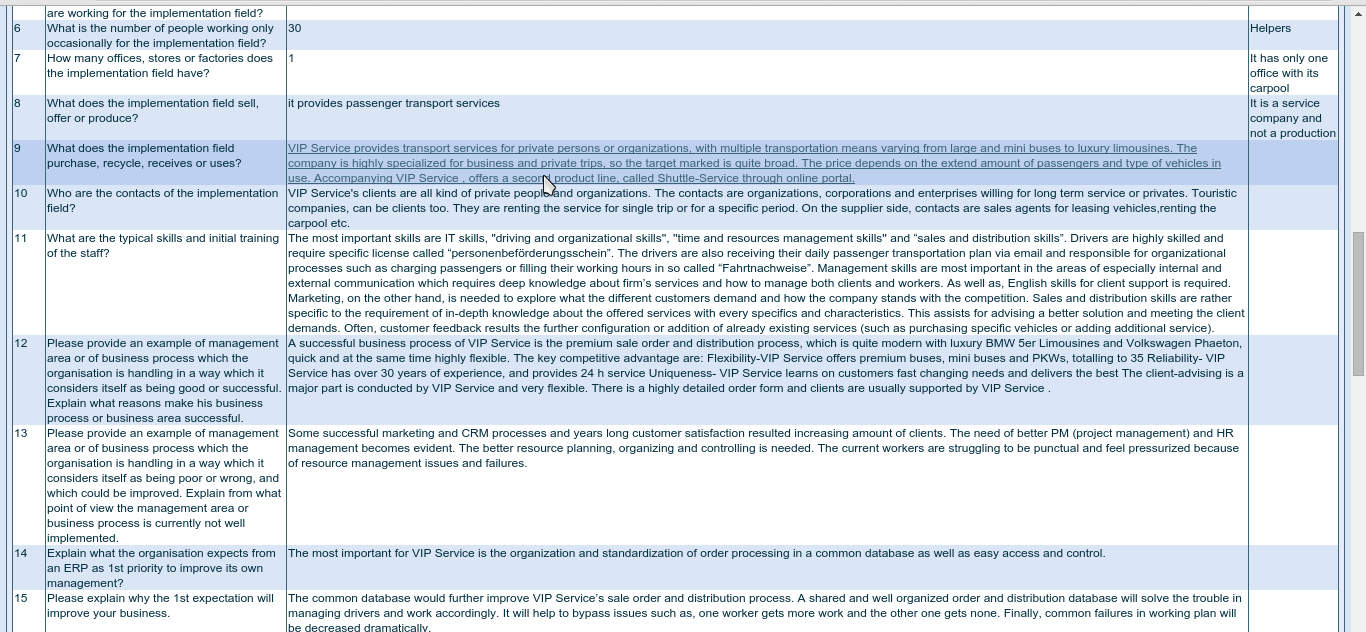 are working for the implementation field?
6
What is the number of people working only
occasionally for the implementation field?
30
Helpers
7
How many offices, stores or factories does
the implementation field have?
1
It has only one
office with its
carpool
8
What does the implementation field sell,
offer or produce?
it provides passenger transport services
It is a service
company and
not a production
9
What does the implementation field
purchase, recycle, receives or uses?
VIP Service provides transport services for private persons or organizations, with multiple transportation means varying from large and mini buses to luxury limousines. The
company is highly specialized for business and private trips, so the target marked is quite broad. The price depends on the extend amount of passengers and type of vehicles in
use. Accompanying VIP Service , offers a second product line, called Shuttle-Service through online portal.
10
Who are the contacts of the implementation
field?
VIP Service's clients are all kind of private people and organizations. The contacts are organizations, corporations and enterprises willing for long term service or privates. Touristic
companies, can be clients too. They are renting the service for single trip or for a specific period. On the supplier side, contacts are sales agents for leasing vehicles,renting the
carpool etc.
11
What are the typical skills and initial training
of the staff?
The most important skills are IT skills, "driving and organizational skills", "time and resources management skills" and “sales and distribution skills”. Drivers are highly skilled and
require specific license called “personenbeförderungsschein”. The drivers are also receiving their daily passenger transportation plan via email and responsible for organizational
processes such as charging passengers or filling their working hours in so called “Fahrtnachweise”. Management skills are most important in the areas of especially internal and
external communication which requires deep knowledge about firm’s services and how to manage both clients and workers. As well as, English skills for client support is required.
Marketing, on the other hand, is needed to explore what the different customers demand and how the company stands with the competition. Sales and distribution skills are rather
specific to the requirement of in-depth knowledge about the offered services with every specifics and characteristics. This assists for advising a better solution and meeting the client
demands. Often, customer feedback results the further configuration or addition of already existing services (such as purchasing specific vehicles or adding additional service).
12
Please provide an example of management
area or of business process which the
organisation is handling in a way which it
considers itself as being good or successful.
Explain what reasons make his business
process or business area successful.
A successful business process of VIP Service is the premium sale order and distribution process, which is quite modern with luxury BMW 5er Limousines and Volkswagen Phaeton,
quick and at the same time highly flexible. The key competitive advantage are: Flexibility-VIP Service offers premium buses, mini buses and PKWs, totalling to 35 Reliability- VIP
Service has over 30 years of experience, and provides 24 h service Uniqueness- VIP Service learns on customers fast changing needs and delivers the best The client-advising is a
major part is conducted by VIP Service and very flexible. There is a highly detailed order form and clients are usually supported by VIP Service .
13
Please provide an example of management
area or of business process which the
organisation is handling in a way which it
considers itself as being poor or wrong, and
which could be improved. Explain from what
point of view the management area or
business process is currently not well
implemented.
Some successful marketing and CRM processes and years long customer satisfaction resulted increasing amount of clients. The need of better PM (project management) and HR
management becomes evident. The better resource planning, organizing and controlling is needed. The current workers are struggling to be punctual and feel pressurized because
of resource management issues and failures.
14
Explain what the organisation expects from
an ERP as 1st priority to improve its own
management?
The most important for VIP Service is the organization and standardization of order processing in a common database as well as easy access and control.
15
Please explain why the 1st expectation will
improve your business.
The common database would further improve VIP Service’s sale order and distribution process. A shared and well organized order and distribution database will solve the trouble in
managing drivers and work accordingly. It will help to bypass issues such as, one worker gets more work and the other one gets none. Finally, common failures in working plan will
be decreased dramatically.